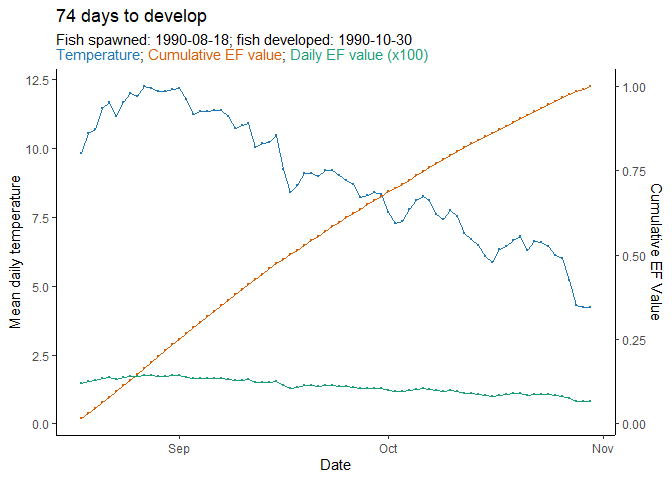 74 days to develop
Fish spawned: 1990-08-18; fish developed: 1990-10-30
Temperature; Cumulative EF value; Daily EF value (x100)
12.5
10.0
7.5
5.0
2.5
0.0
Mean daily temperature
1.00
0.75
0.50
0.25
0.00
Cumulative EF Value
Sep
Oct
Nov
Date